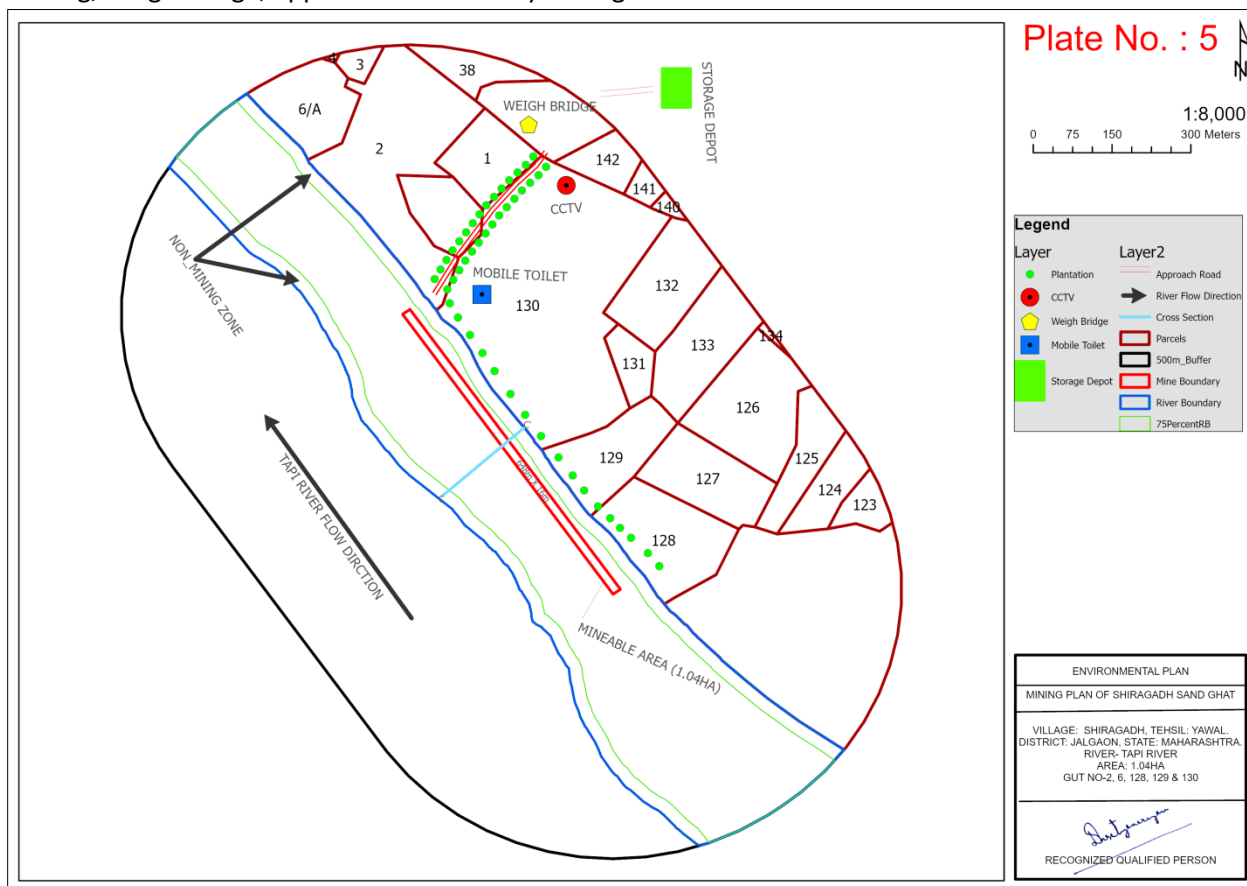 Plate No. : 5
N
1:8,000
0 75 150 300 Meters
4
3
38
6/A
2
1
WEIGH BRIDGE
STORAGE DEPOT
142
141
140
CCTV
NON_MINING ZONE
MOBILE TOILET
130
132
133
134
131
126
129
127
125
124
123
128
C
648m X 16m
TAPI RIVER FLOW DIRCTION
MINEABLE AREA (1.04HA)
Legend
Layer
Plantation
CCTV
Weigh Bridge
Mobile Toilet
Storage Depot
Layer2
Approach Road
River Flow Direction
Cross Section
Parcels
500m_Buffer
Mine Boundary
River Boundary
75PercentRB
ENVIRONMENTAL PLAN
MINING PLAN OF SHIRAGADH SAND GHAT
VILLAGE: SHIRAGADH, TEHSIL: YAWAL.
DISTRICT: JALGAON, STATE: MAHARASHTRA.
RIVER- TAPI RIVER
AREA: 1.04HA
GUT NO-2, 6, 128, 129 & 130
RECOGNIZED QUALIFIED PERSON